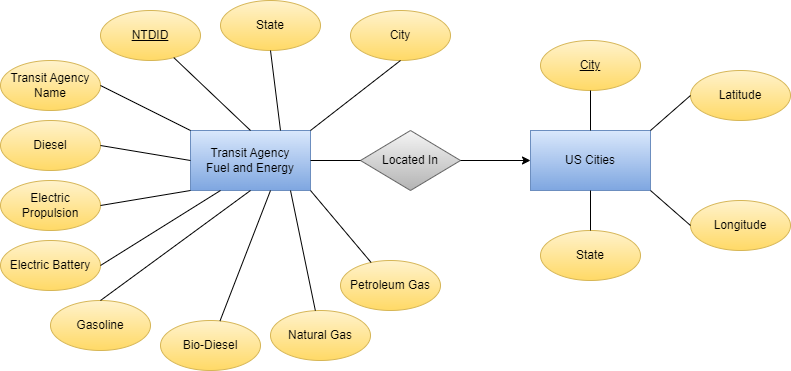 NTDID
State
City
Transit Agency
Name
Diesel
Electric
Propulsion
Electric Battery
Gasoline
Bio-Diesel
Natural Gas
Petroleum Gas
Transit Agency
Fuel and Energy
Located In
US Cities
City
Latitude
Longitude
State